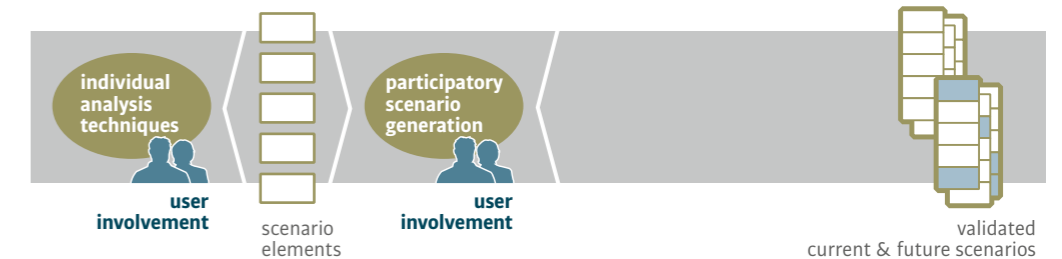 individual
analysis
techniques
user
involvement
scenario
elements
participatory
scenario
generation
user
involvement
validated
current & future scenarios